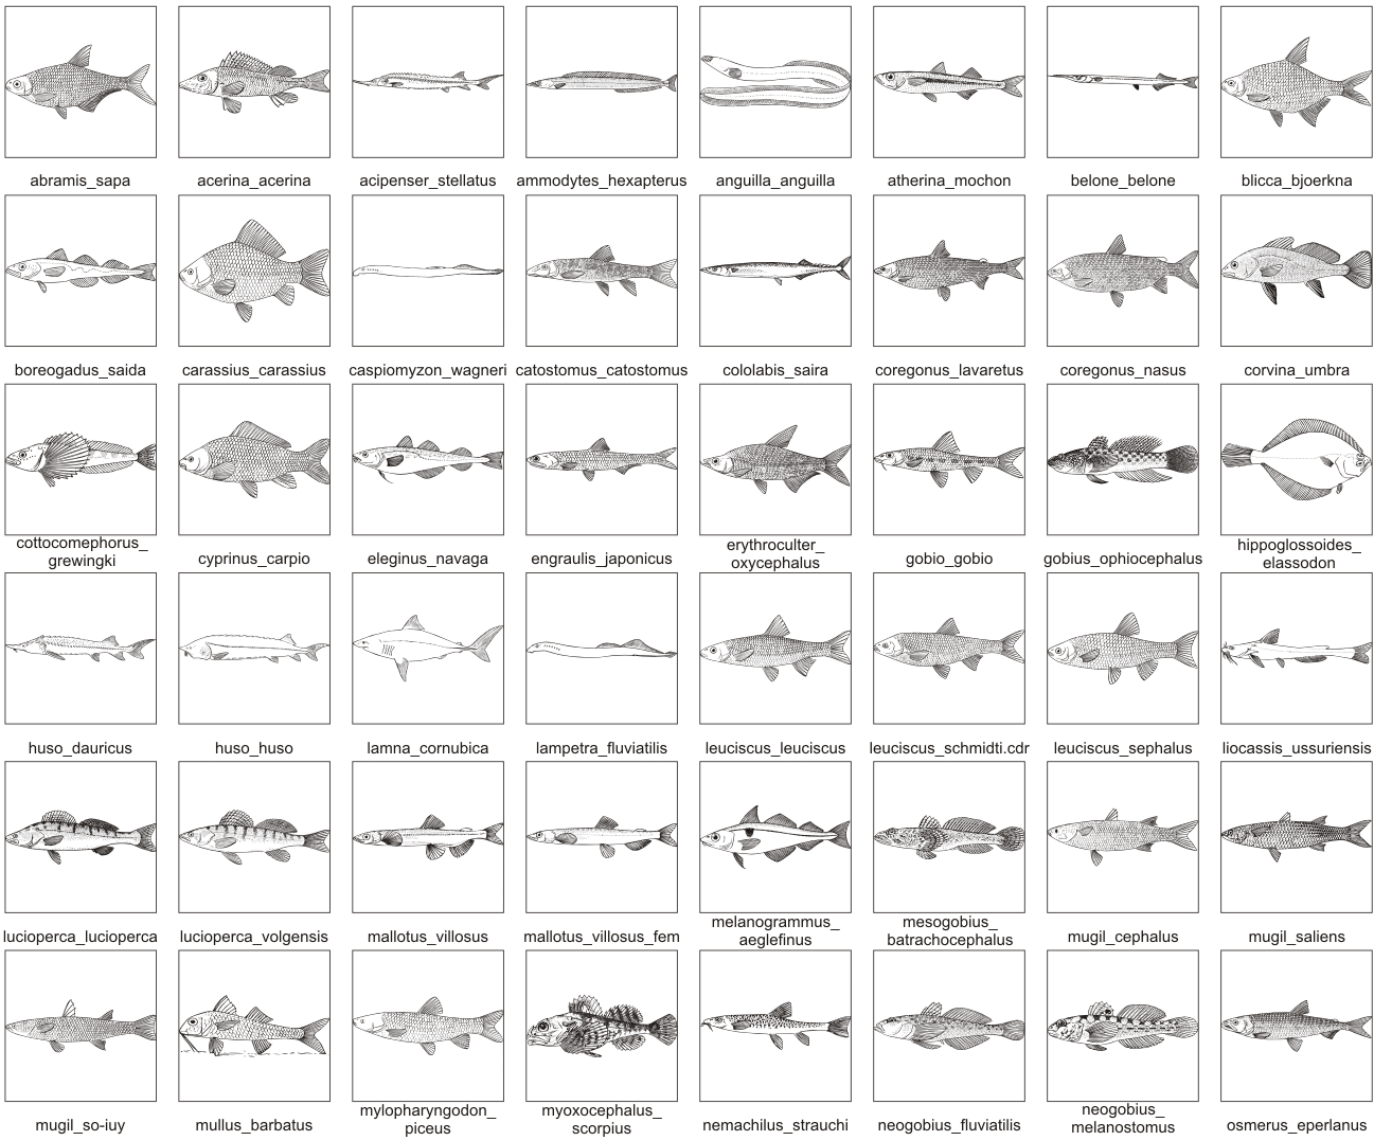 abramis_sapa acerina_acerina acipenser_stellatus ammodytes_hexapterus anguilla_anguilla atherina_mochon belone_belone blicca_bjoerkna
boreogadus_saida carassius_carassius caspiomyzon_wagneri catostomus_catostomus cololabis_saira coregonus_lavaretus coregonus_nasus corvina_umbra
cottocomephorus_
grewingki
cyprinus_carpio eleginus_navaga engraulis_japonicus
erythroculter_
oxycephalus
gobio_gobio gobius_ophiocephalus
hippoglossoides_
elassodon
huso_dauricus huso_huso lamna_cornubica lampetra_fluviatilis leuciscus_leuciscus leuciscus_schmidti.cdr leuciscus_sephalus liocassis_ussuriensis
lucioperca_lucioperca lucioperca_volgensis mallotus_villosus mallotus_villosus_fem
melanogrammus_
aeglefinus
mesogobius_
batrachocephalus
mugil_cephalus mugil_saliens
mugil_so-iuy mullus_barbatus
mylopharyngodon_
piceus
myoxocephalus_
scorpius
nemachilus_strauchi neogobius_fluviatilis
neogobius_
melanostomus
osmerus_eperlanus